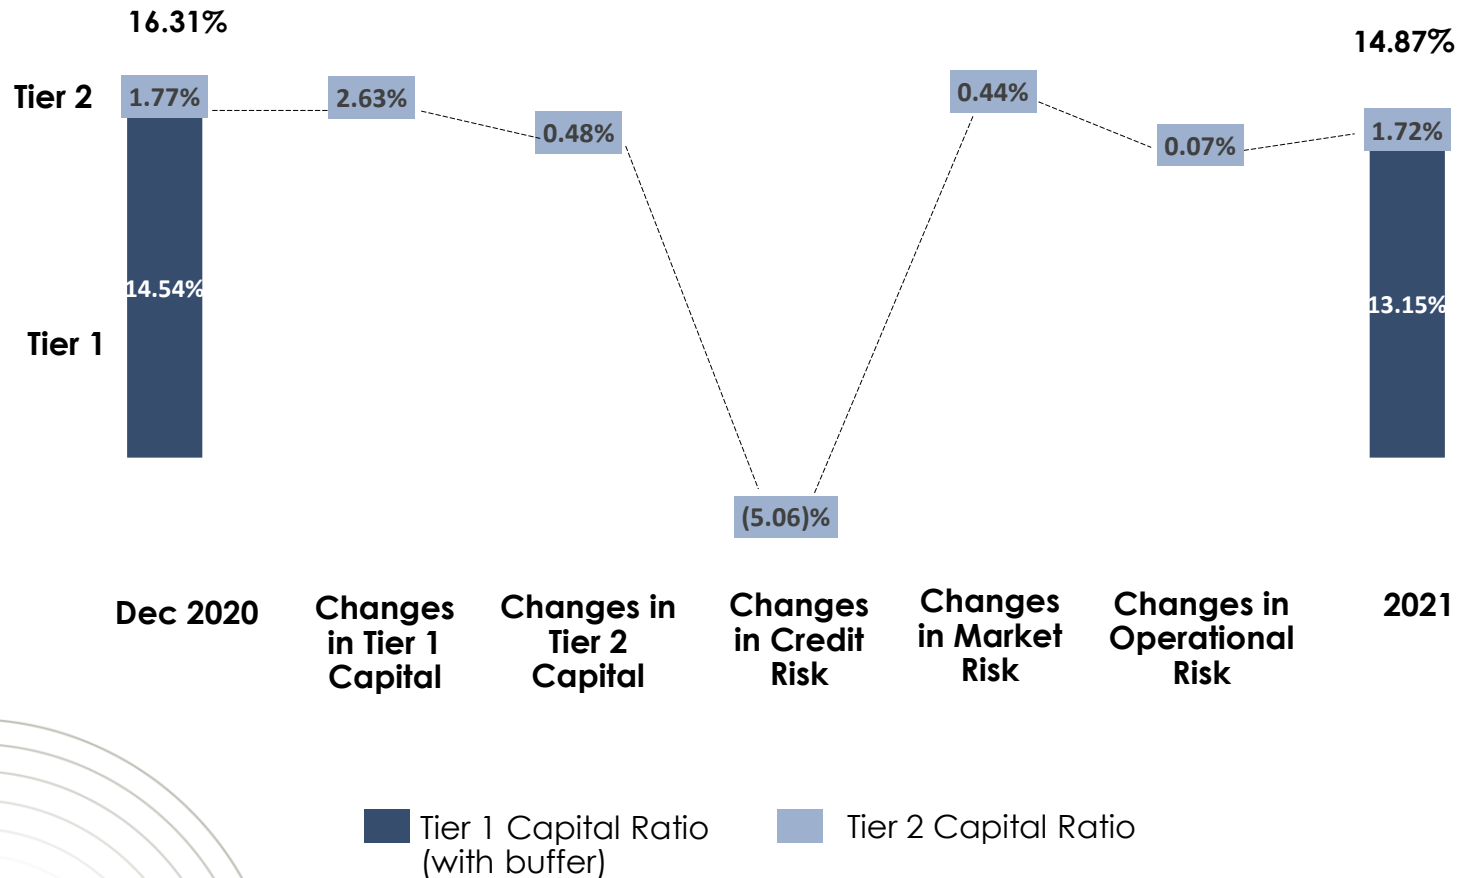 16.31%
14.87%
Tier 2
1.77%
2.63%
0.48%
0.44%
0.07%
1.72%
14.54%
13.15%
Tier 1
(5.06)%
Dec 2020
Changes
in Tier 1
Capital
Changes in
Tier 2
Capital
Changes
in Credit
Risk
Changes
in Market
Risk
Changes in
Operational
Risk
2021
Tier 1 Capital Ratio
(with buffer)
Tier 2 Capital Ratio